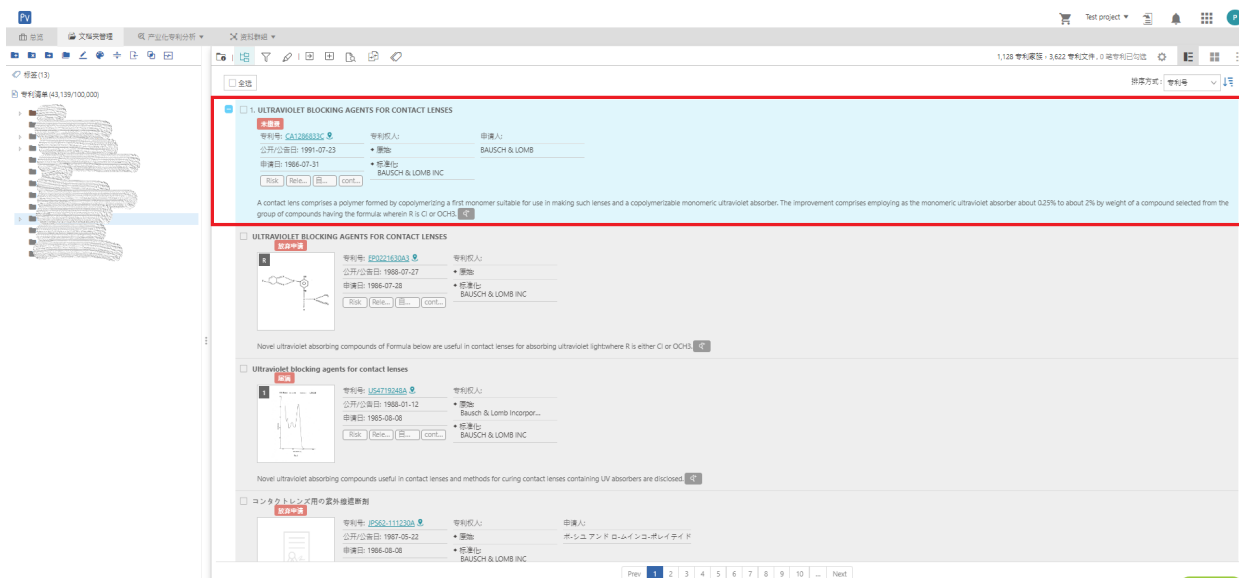 Pv
Test project
P
总览
文档夹管理
产业化专利分析
资料群组
1,128 专利家族，3,622 专利文件，0 笔专利已勾选
标签(13)
专利清单 (43,139/100,000)
全选
排序方式: 专利号
1. ULTRAVIOLET BLOCKING AGENTS FOR CONTACT LENSES
未缴费
专利号: CA1286833C
专利权人:
申请人:
公开/公告日: 1991-07-23
原始:
BAUSCH & LOMB
申请日: 1986-07-31
标准化:
BAUSCH & LOMB INC
Risk Rele... cont...
A contact lens comprises a polymer formed by copolymerizing a first monomer suitable for use in making such lenses and a copolymerizable monomeric ultraviolet absorber. The improvement comprises employing as the monomeric ultraviolet absorber about 0.25% to about 2% by weight of a compound selected from the
group of compounds having the formula: wherein R is Cl or OCH3.
ULTRAVIOLET BLOCKING AGENTS FOR CONTACT LENSES
放弃申请
R
专利号: EP0221630A3
专利权人:
公开/公告日: 1988-07-27
原始:
申请日: 1986-07-28
标准化:
BAUSCH & LOMB INC
Risk Rele... cont...
Novel ultraviolet absorbing compounds of Formula below are useful in contact lenses for absorbing ultraviolet lightwhere R is either Cl or OCH3.
Ultraviolet blocking agents for contact lenses
1
专利号: US4719248A
专利权人:
公开/公告日: 1988-01-12
原始:
Bausch & Lomb Incorpor...
申请日: 1985-08-08
标准化:
BAUSCH & LOMB INC
Risk Rele... cont...
Novel ultraviolet absorbing compounds useful in contact lenses and methods for curing contact lenses containing UV absorbers are disclosed.
コンタクトレンズ用の紫外線遮断剤
放弃申请
专利号: JPS62-111230A
专利权人:
申请人:
公开/公告日: 1987-05-22
原始:
ボ-シユ アンド ロ-ムインコ-ポレイテイド
申请日: 1986-08-08
标准化:
BAUSCH & LOMB INC
Prev 1 2 3 4 5 6 7 8 9 10 ... Next